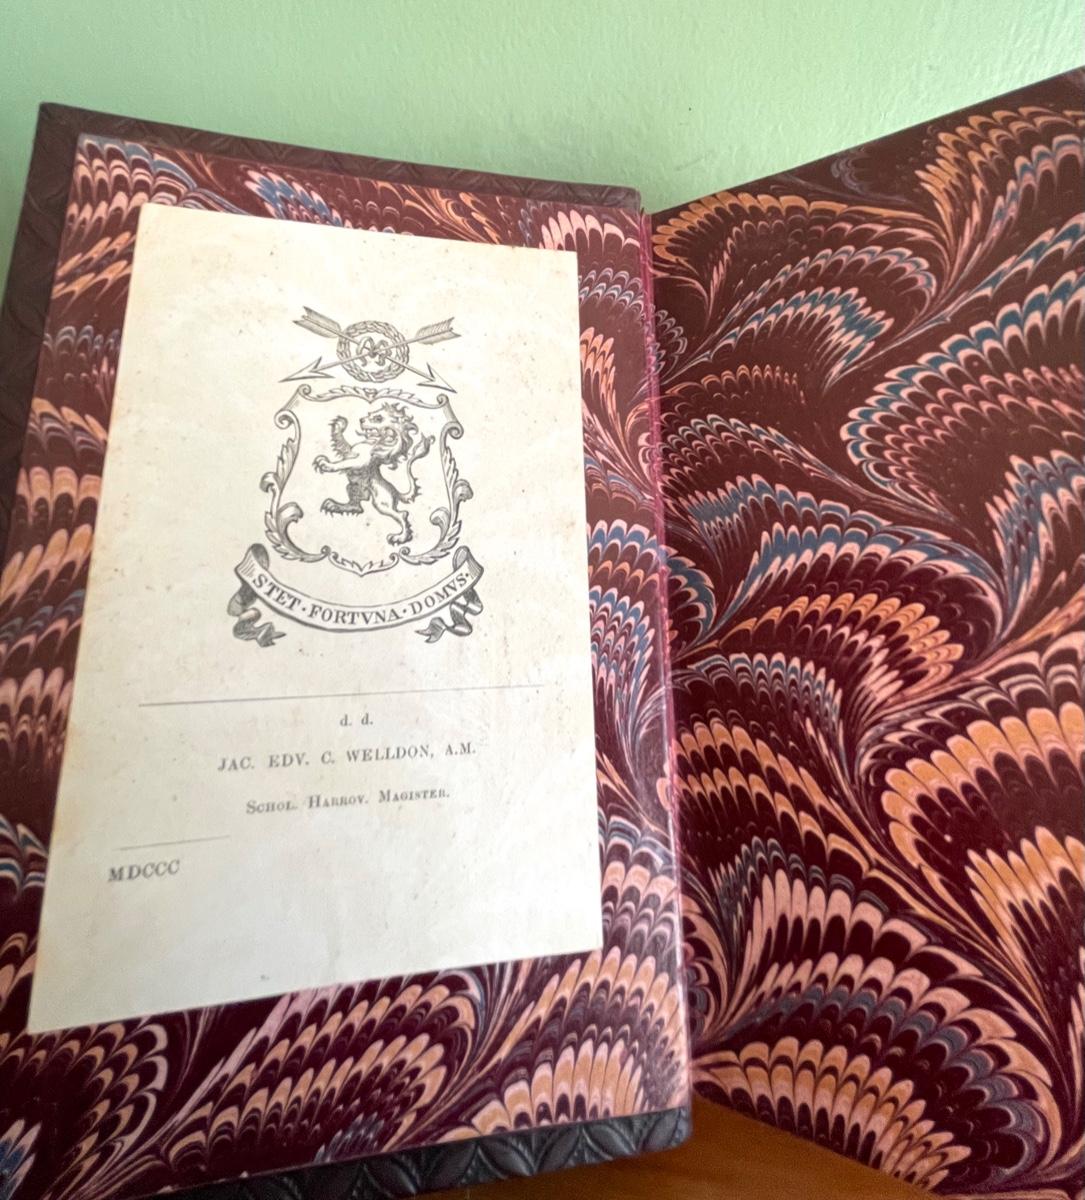 STET · FORTVNA · DOMVS ·
d. d.
JAC. EDV. C. WELLDON, A.M.
Schol. Harrov. Magister.
MDCCC